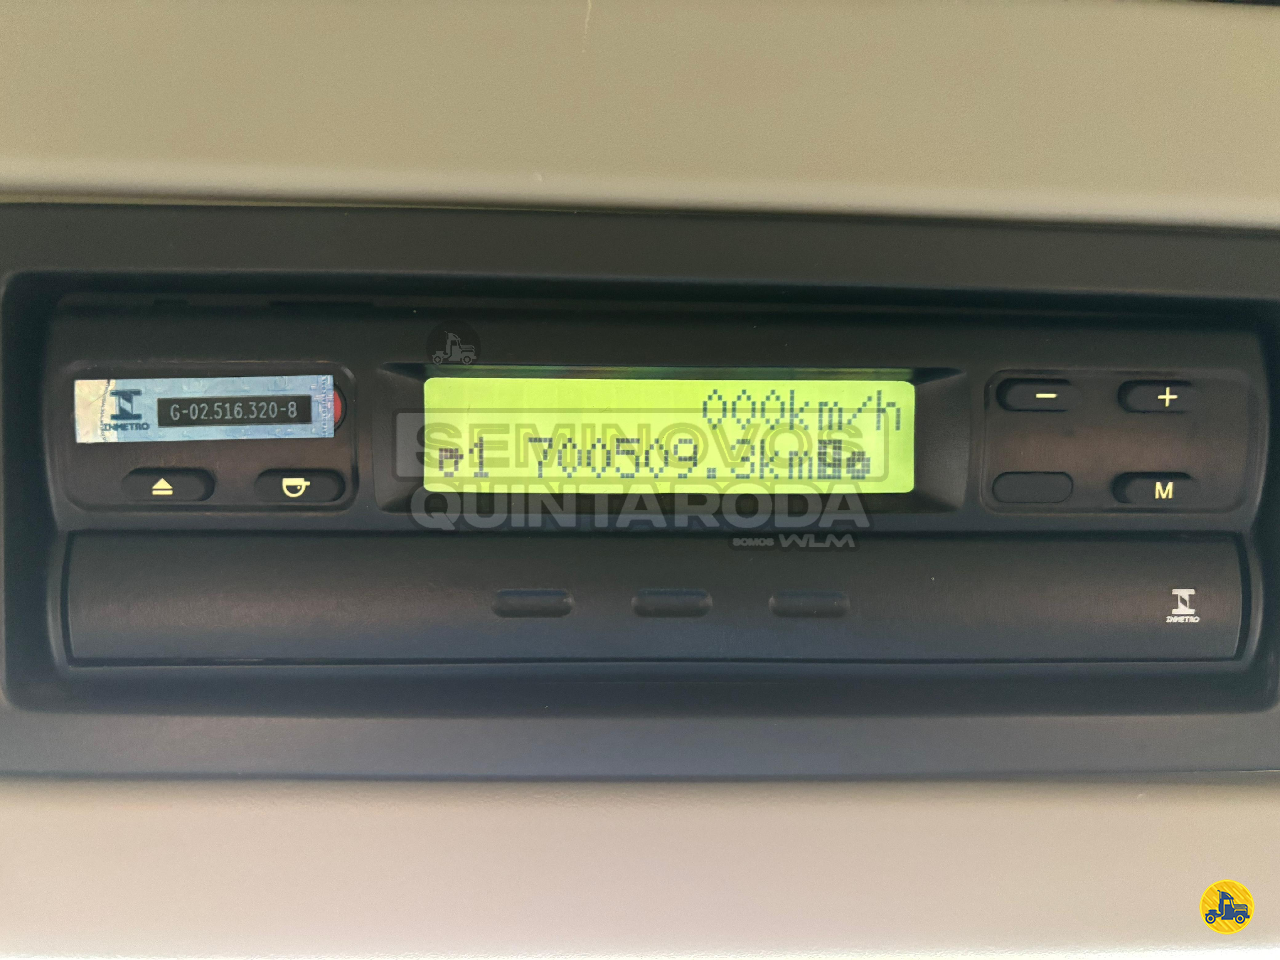 INMETRO
G-02.516.320-8
000km/h
1 700509.3km
SEMINOVOS
QUINTARODA
SOMOS WLM
− +
M
INMETRO